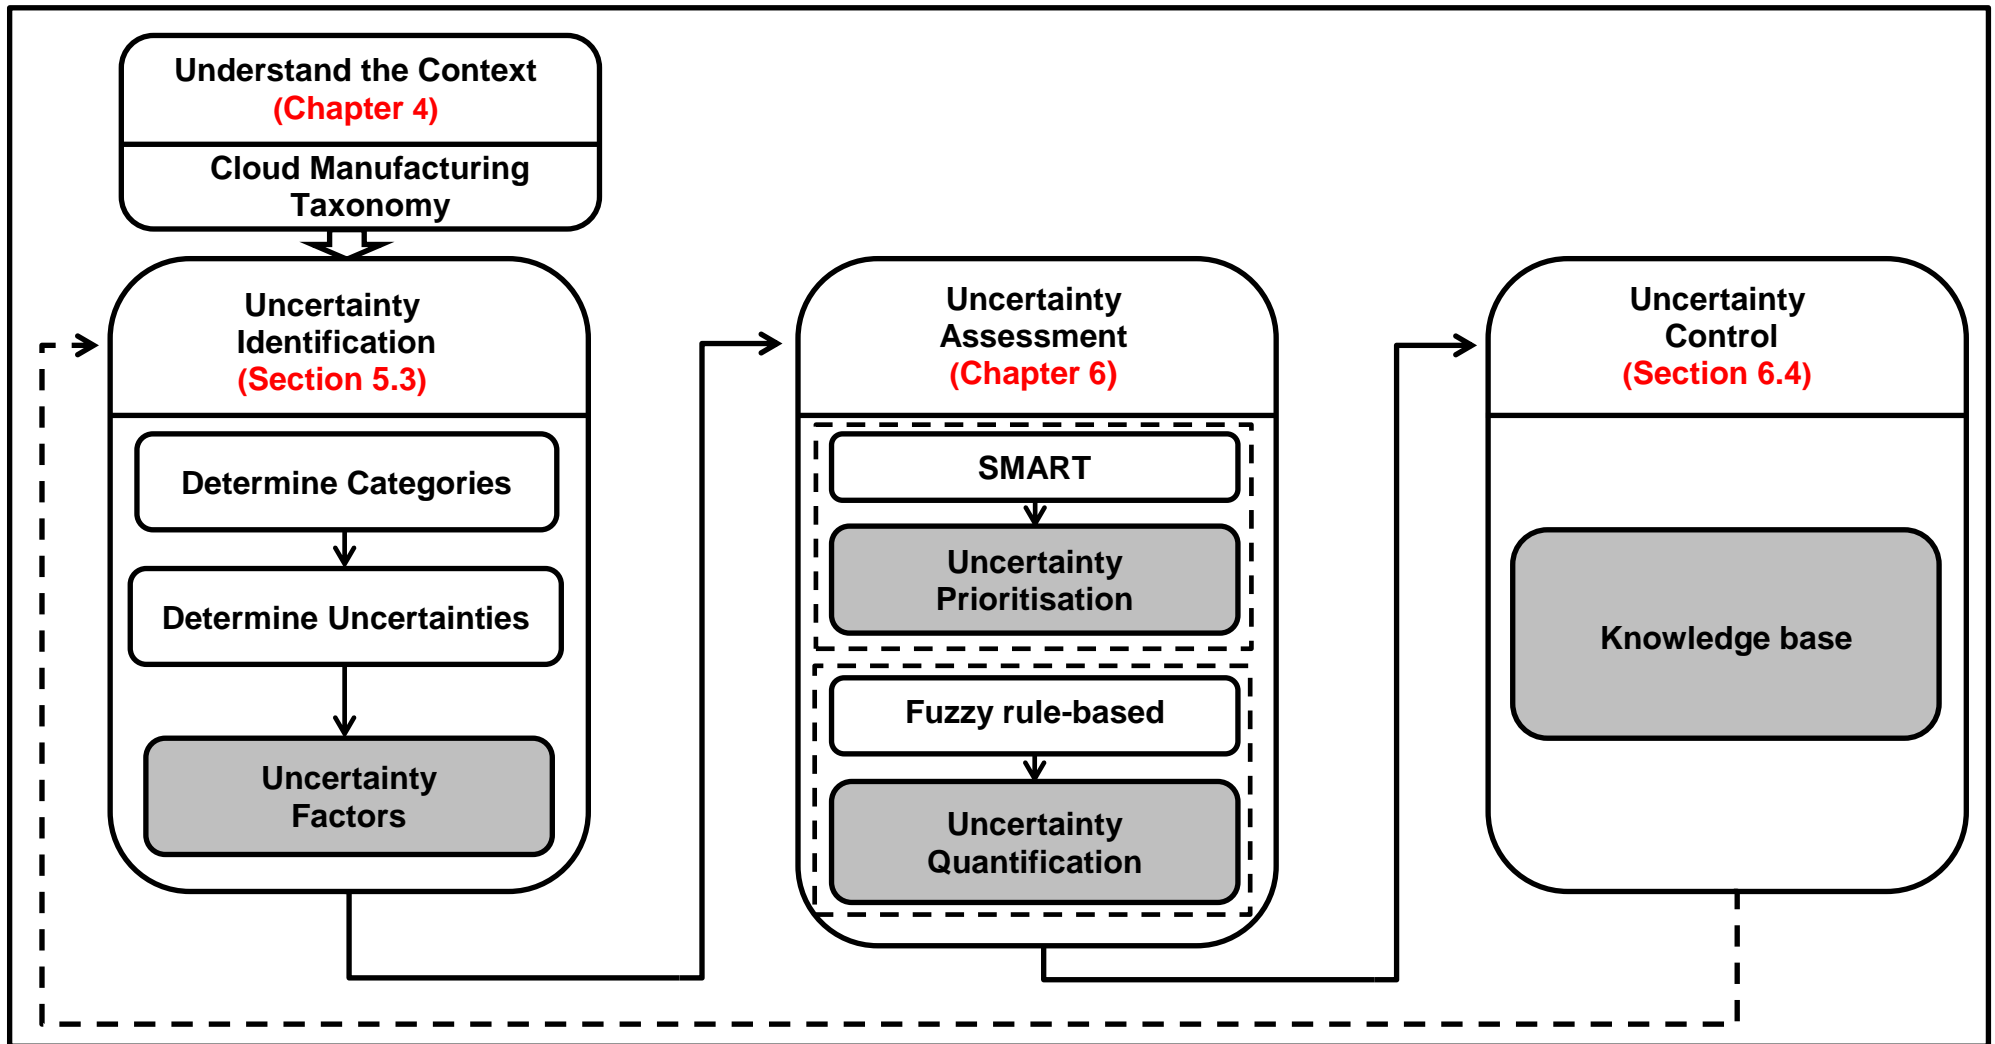 Understand the Context
(Chapter 4)
Cloud Manufacturing
Taxonomy
Uncertainty
Identification
(Section 5.3)
Determine Categories
Determine Uncertainties
Uncertainty
Factors
Uncertainty
Assessment
(Chapter 6)
SMART
Uncertainty
Prioritisation
Fuzzy rule-based
Uncertainty
Quantification
Uncertainty
Control
(Section 6.4)
Knowledge base